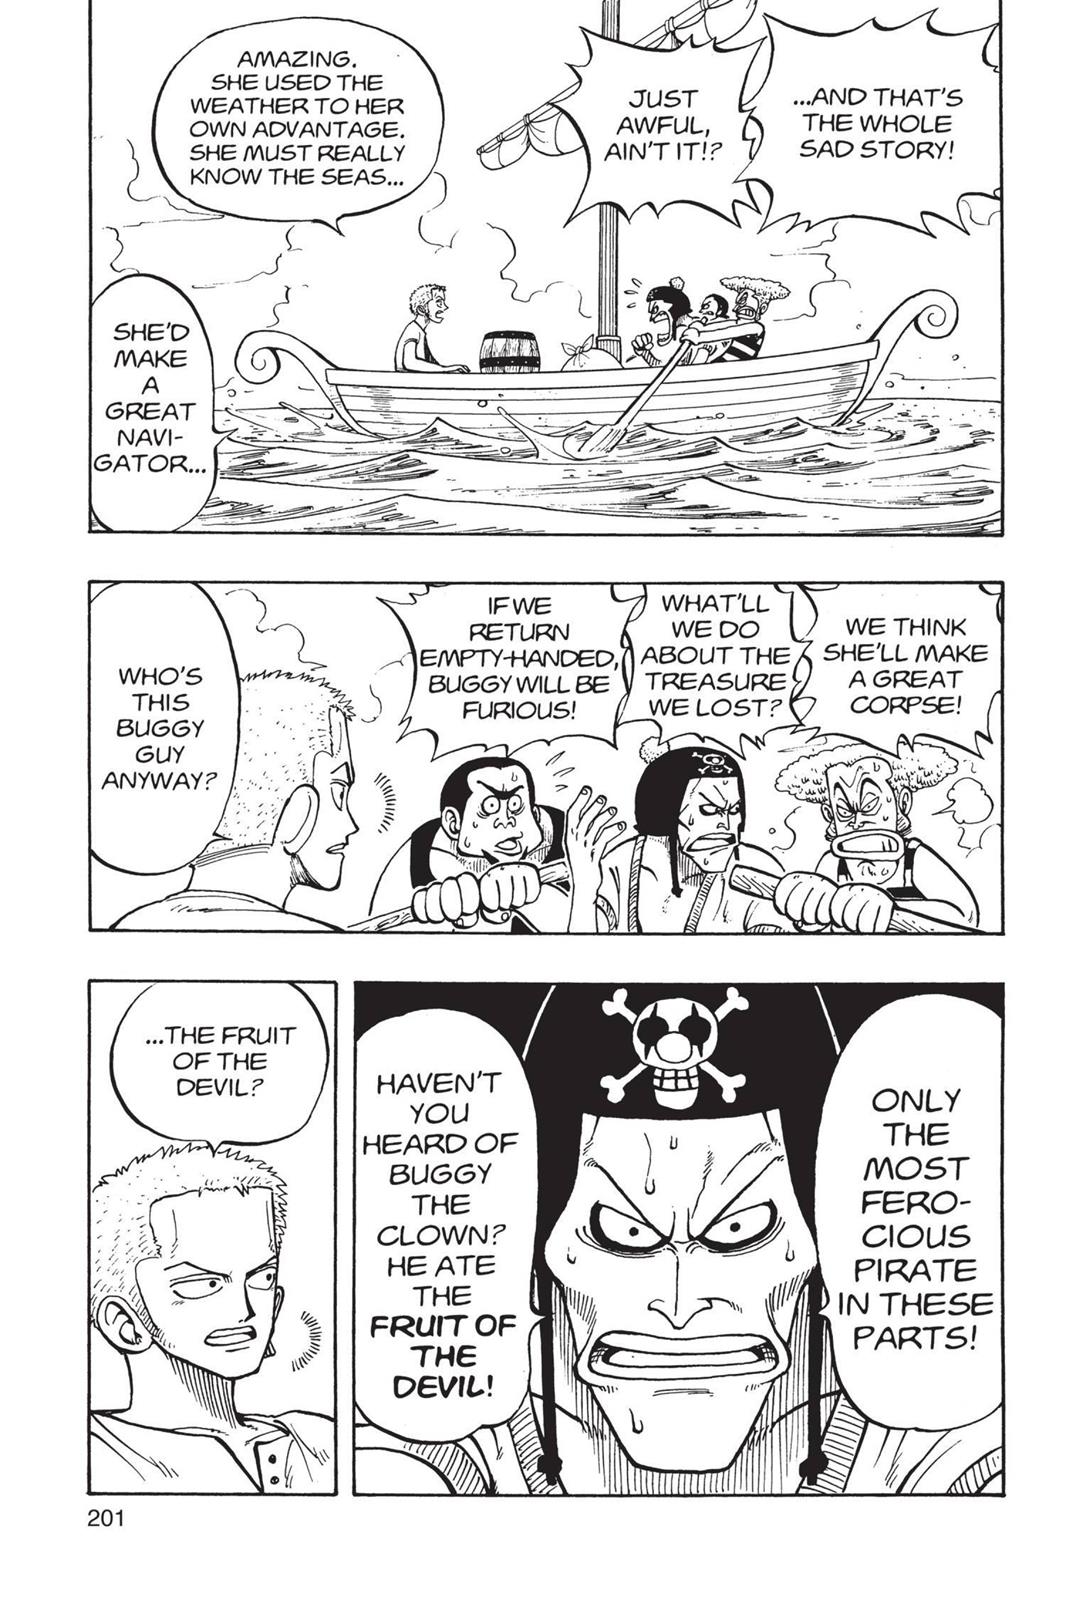 ...AND THAT'S
THE WHOLE
SAD STORY!
JUST
AWFUL,
AIN'T IT!?
AMAZING.
SHE USED THE
WEATHER TO HER
OWN ADVANTAGE.
SHE MUST REALLY
KNOW THE SEAS...
SHE'D
MAKE
A
GREAT
NAVI-
GATOR...
WE THINK
SHE'LL MAKE
A GREAT
CORPSE!
WHAT'LL
WE DO
ABOUT THE
TREASURE
WE LOST?
IF WE
RETURN
EMPTY-HANDED,
BUGGY WILL BE
FURIOUS!
WHO'S
THIS
BUGGY
GUY
ANYWAY?
ONLY
THE
MOST
FERO-
CIOUS
PIRATE
IN THESE
PARTS!
HAVEN'T
YOU
HEARD OF
BUGGY
THE
CLOWN?
HE ATE
THE
FRUIT OF
THE
DEVIL!
...THE FRUIT
OF THE
DEVIL?
201